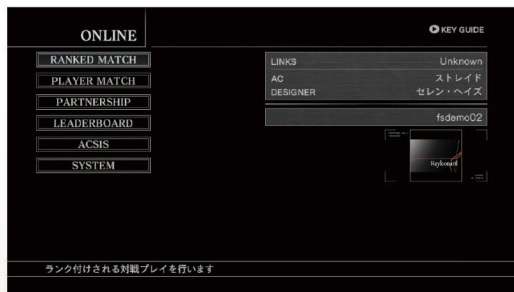 ONLINE
KEY GUIDE
RANKED MATCH
PLAYER MATCH
PARTNERSHIP
LEADERBOARD
ACSIS
SYSTEM
LINKS Unknown
AC ストレイド
DESIGNER セレン・ヘイズ
fsdemo02
ランク付けされる対戦プレイを行います